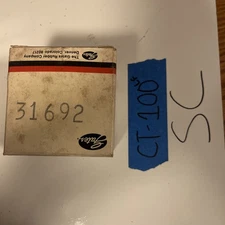 The Gates Rubber Company
Denver, Colorado 80217
Gates
31692
CT-100
SC